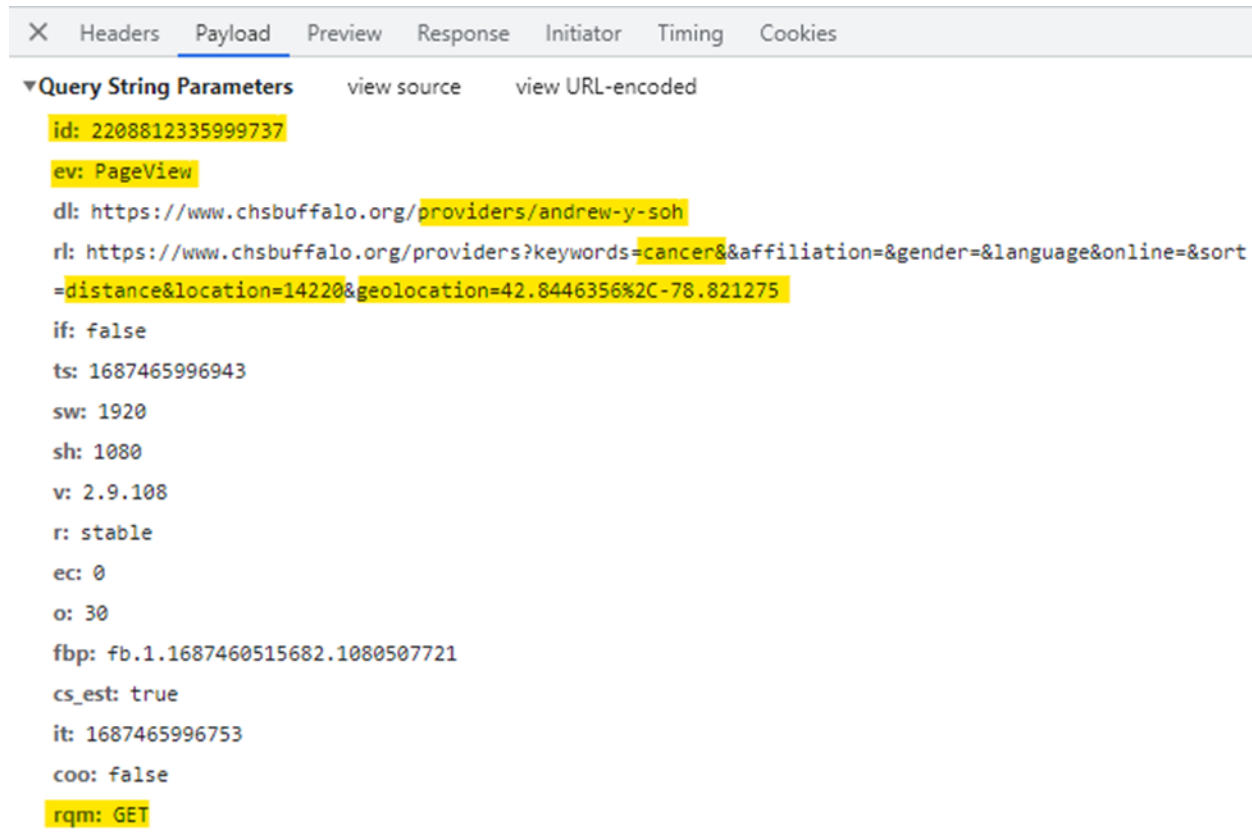 × Headers Payload Preview Response Initiator Timing Cookies
▼Query String Parameters view source view URL-encoded
id: 2208812335999737
ev: PageView
dl: https://www.chsbuffalo.org/providers/andrew-y-soh
rl: https://www.chsbuffalo.org/providers?keywords=cancer&&affiliation=&gender=&language&online=&sort
=distance&location=14220&geolocation=42.8446356%2C-78.821275
if: false
ts: 1687465996943
sw: 1920
sh: 1080
v: 2.9.108
r: stable
ec: 0
o: 30
fbp: fb.1.1687460515682.1080507721
cs_est: true
it: 1687465996753
coo: false
rqm: GET